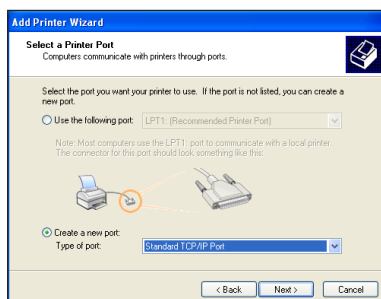 Add Printer Wizard
Select a Printer Port
Computers communicate with printers through ports.
Select the port you want your printer to use. If the port is not listed, you can create a
new port.
Use the following port: LPT1: (Recommended Printer Port)
Note: Most computers use the LPT1: port to communicate with a local printer.
The connector for this port should look something like this:
Create a new port:
Type of port: Standard TCP/IP Port
< Back Next > Cancel